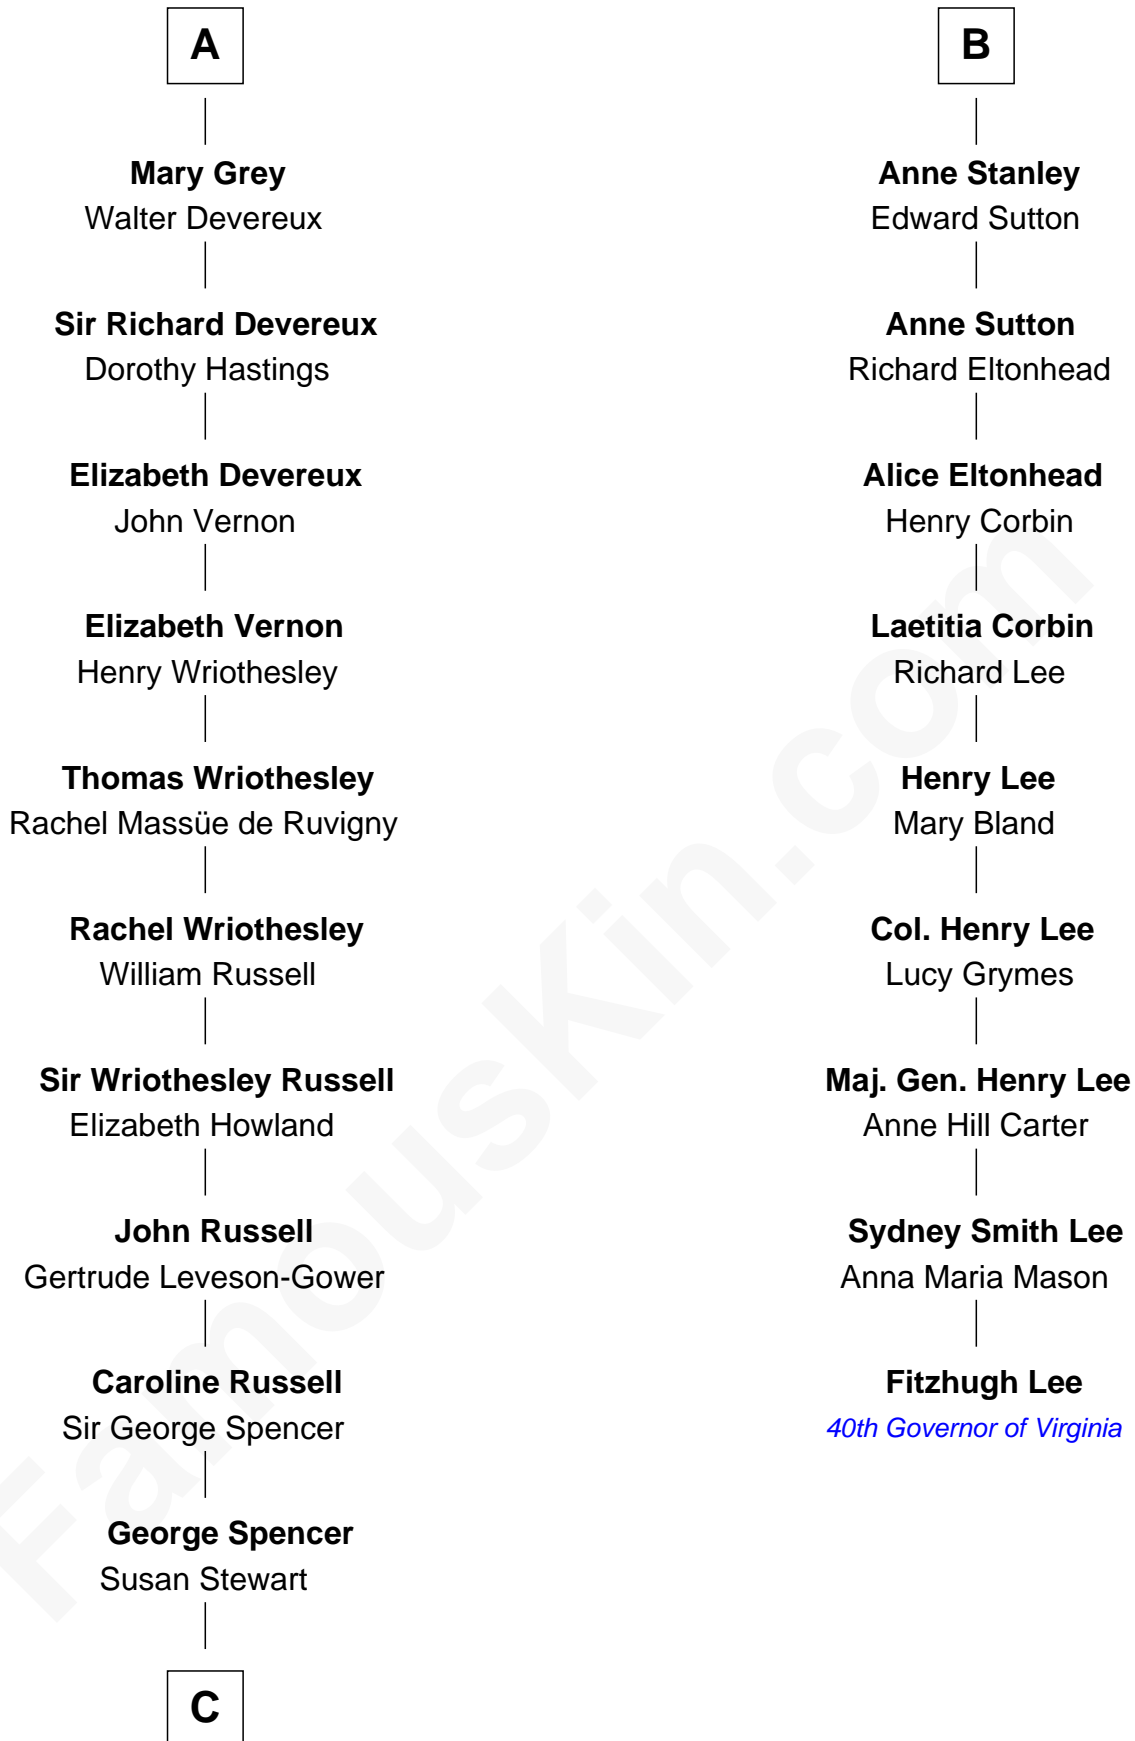 A
Mary Grey
Walter Devereux
Sir Richard Devereux
Dorothy Hastings
Elizabeth Devereux
John Vernon
Elizabeth Vernon
Henry Wriothesley
Thomas Wriothesley
Rachel Massüe de Ruvigny
Rachel Wriothesley
William Russell
Sir Wriothesley Russell
Elizabeth Howland
John Russell
Gertrude Leveson-Gower
Caroline Russell
Sir George Spencer
George Spencer
Susan Stewart
C
B
Anne Stanley
Edward Sutton
Anne Sutton
Richard Eltonhead
Alice Eltonhead
Henry Corbin
Laetitia Corbin
Richard Lee
Henry Lee
Mary Bland
Col. Henry Lee
Lucy Grymes
Maj. Gen. Henry Lee
Anne Hill Carter
Sydney Smith Lee
Anna Maria Mason
Fitzhugh Lee
40th Governor of Virginia
FamousKin.com